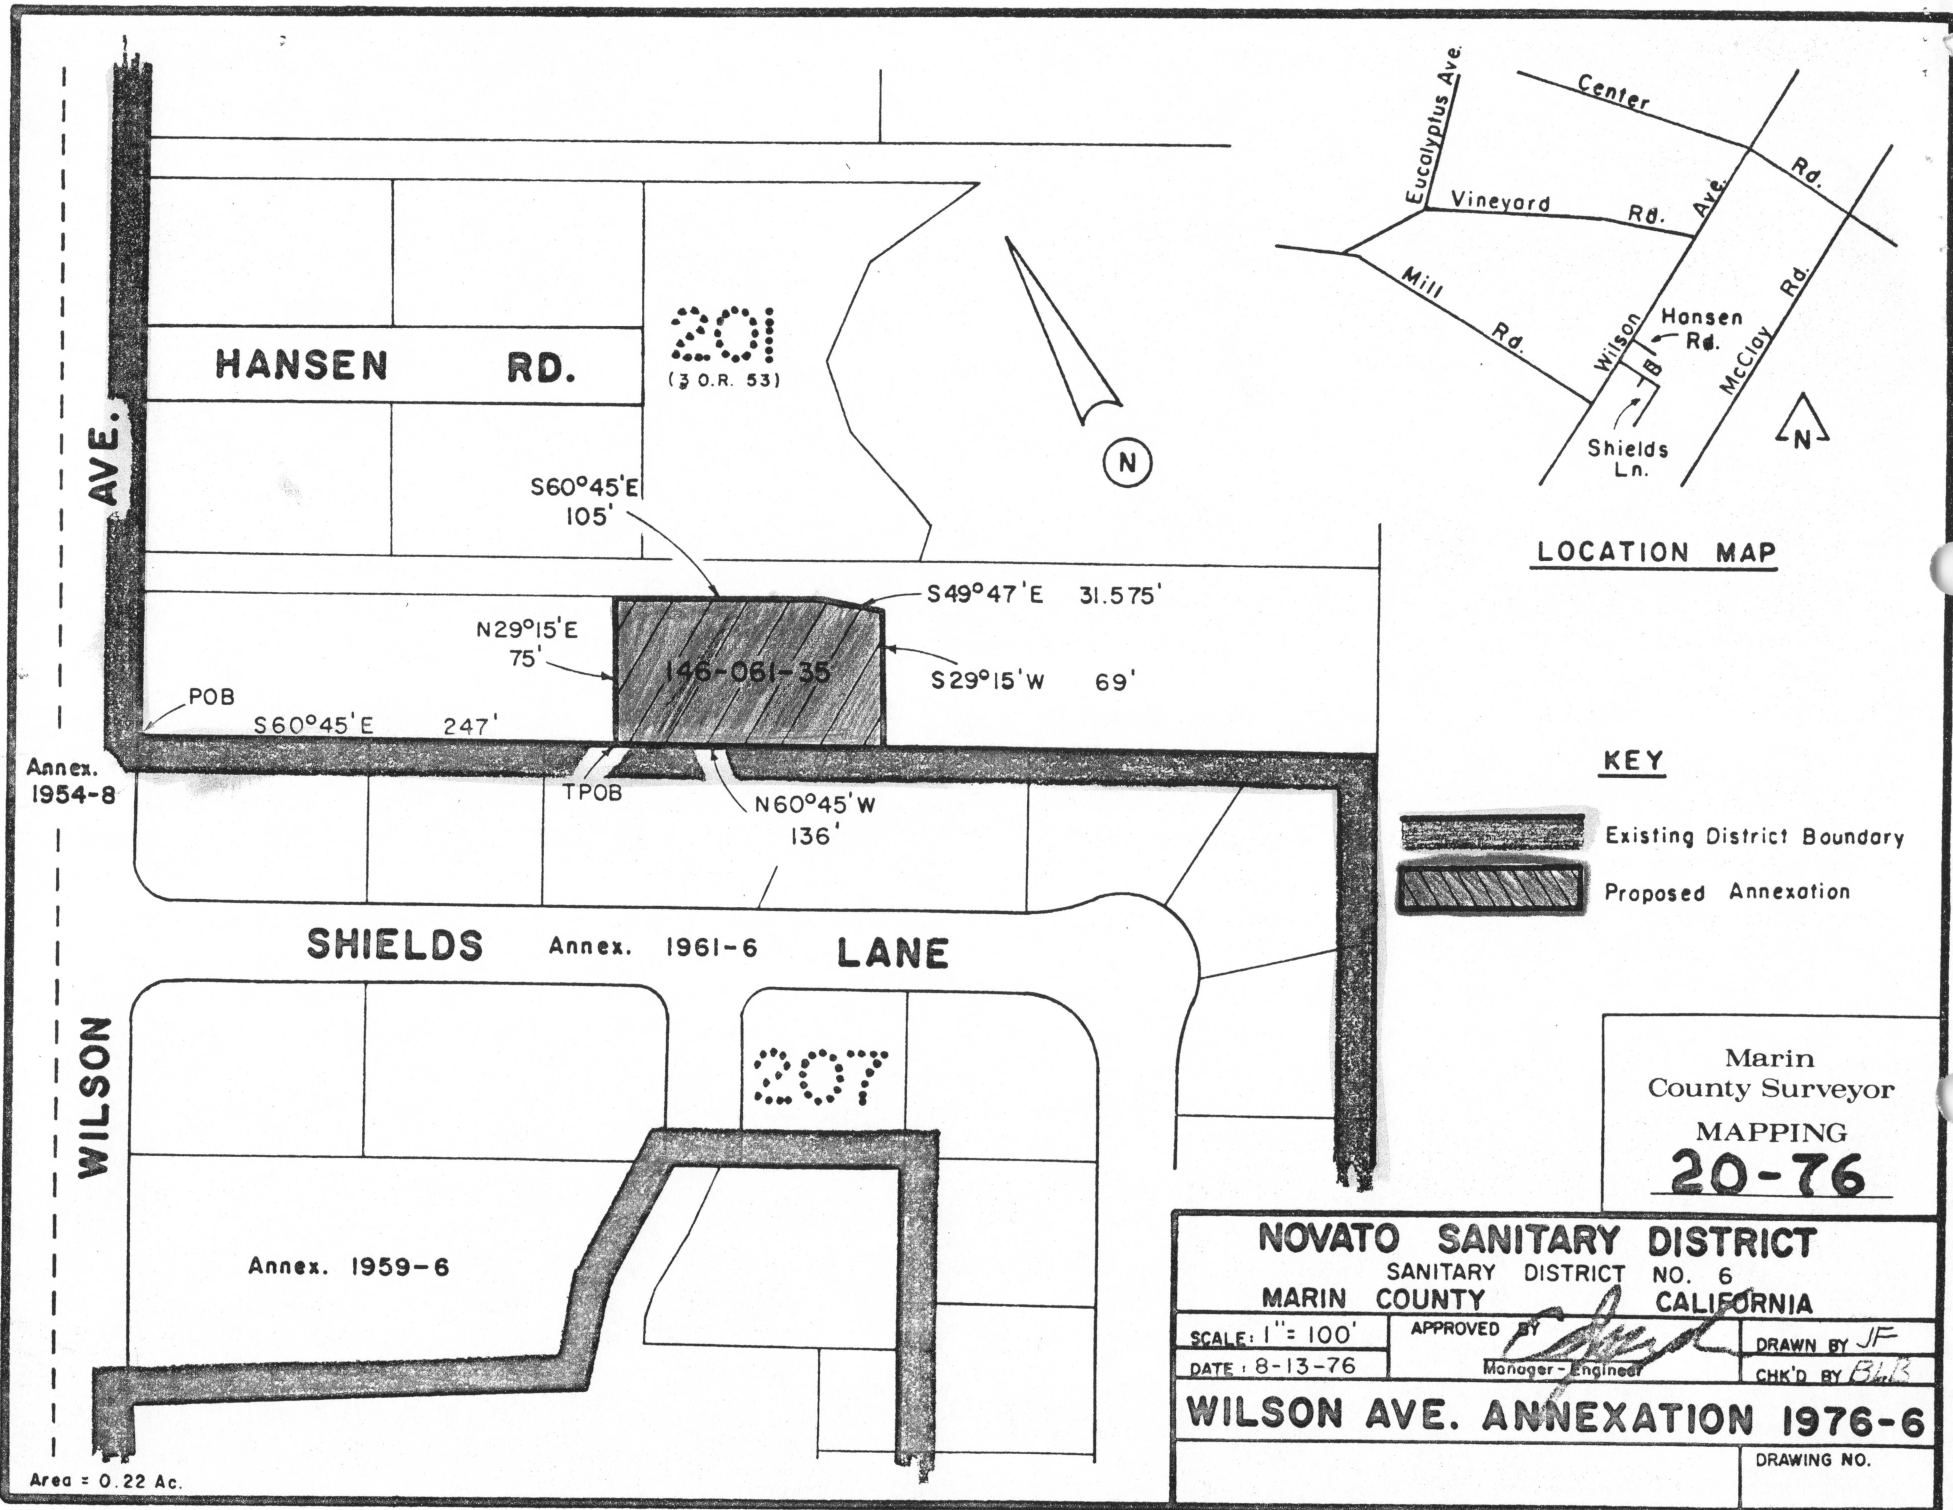 Eucalyptus Ave.
Center
Rd.
Vineyard
Rd.
Ave.
Mill
Rd.
Wilson
Hansen
Rd.
McClay
Rd.
Shields
Ln.
N
LOCATION MAP
201
(3 O.R. 53)
HANSEN RD.
AVE.
N
S60°45'E
105'
S49°47'E 31.575'
N29°15'E
75'
146-061-35
S29°15'W 69'
POB
S60°45'E 247'
Annex.
1954-8
TPOB
N60°45'W
136'
KEY
Existing District Boundary
Proposed Annexation
SHIELDS Annex. 1961-6 LANE
WILSON
207
Annex. 1959-6
Area = 0.22 Ac.
Marin
County Surveyor
MAPPING
20-76
NOVATO SANITARY DISTRICT
SANITARY DISTRICT NO. 6
MARIN COUNTY CALIFORNIA
SCALE: 1" = 100'
APPROVED BY
Manager-Engineer
DRAWN BY JF
DATE: 8-13-76
CHK'D BY BLB
WILSON AVE. ANNEXATION 1976-6
DRAWING NO.